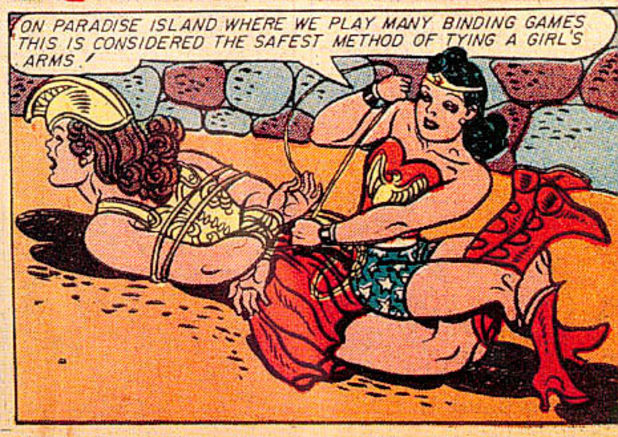 ON PARADISE ISLAND WHERE WE PLAY MANY BINDING GAMES
THIS IS CONSIDERED THE SAFEST METHOD OF TYING A GIRL'S
ARMS!